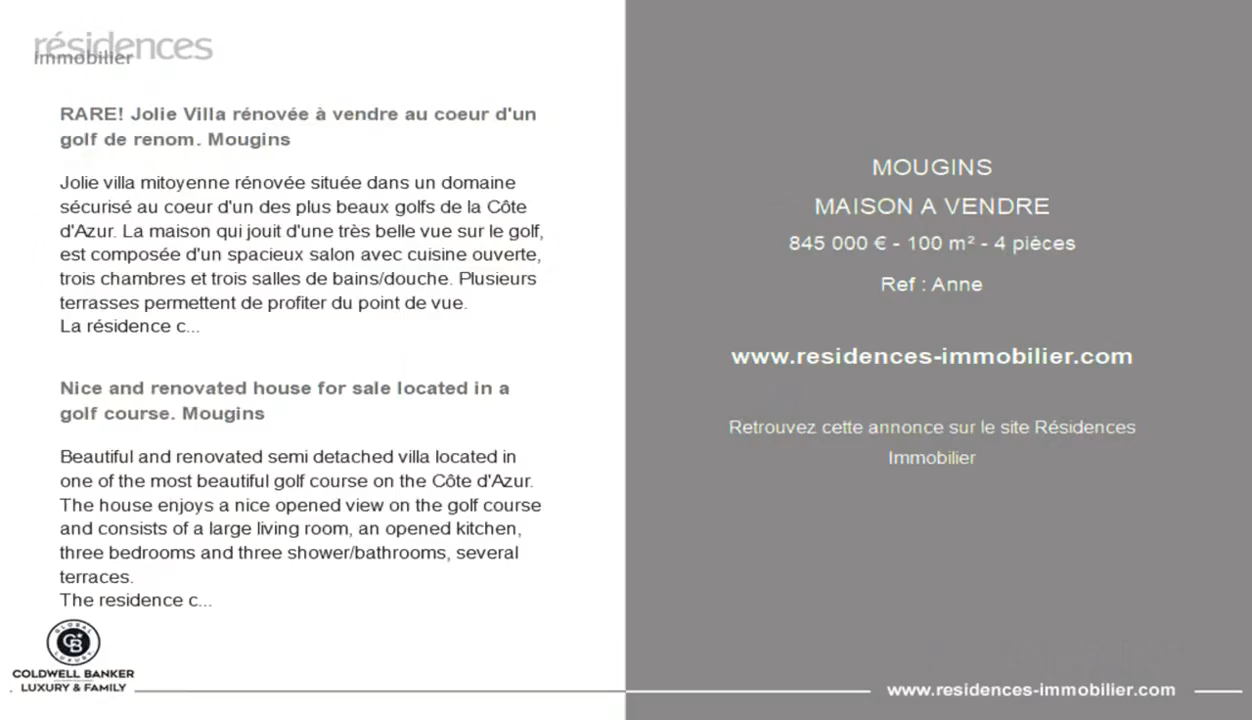 résidences
Immobilier
RARE! Jolie Villa rénovée à vendre au coeur d'un
golf de renom. Mougins
Jolie villa mitoyenne rénovée située dans un domaine
sécurisé au coeur d'un des plus beaux golfs de la Côte
d'Azur. La maison qui jouit d'une très belle vue sur le golf,
est composée d'un spacieux salon avec cuisine ouverte,
trois chambres et trois salles de bains/douche. Plusieurs
terrasses permettent de profiter du point de vue.
La résidence c...
Nice and renovated house for sale located in a
golf course. Mougins
Beautiful and renovated semi detached villa located in
one of the most beautiful golf course on the Côte d'Azur.
The house enjoys a nice opened view on the golf course
and consists of a large living room, an opened kitchen,
three bedrooms and three shower/bathrooms, several
terraces.
The residence c...
GLOBAL
CB
LUXURY
COLDWELL BANKER
LUXURY & FAMILY
MOUGINS
MAISON A VENDRE
845 000 € - 100 m² - 4 pièces
Ref : Anne
www.residences-immobilier.com
Retrouvez cette annonce sur le site Résidences
Immobilier
www.residences-immobilier.com